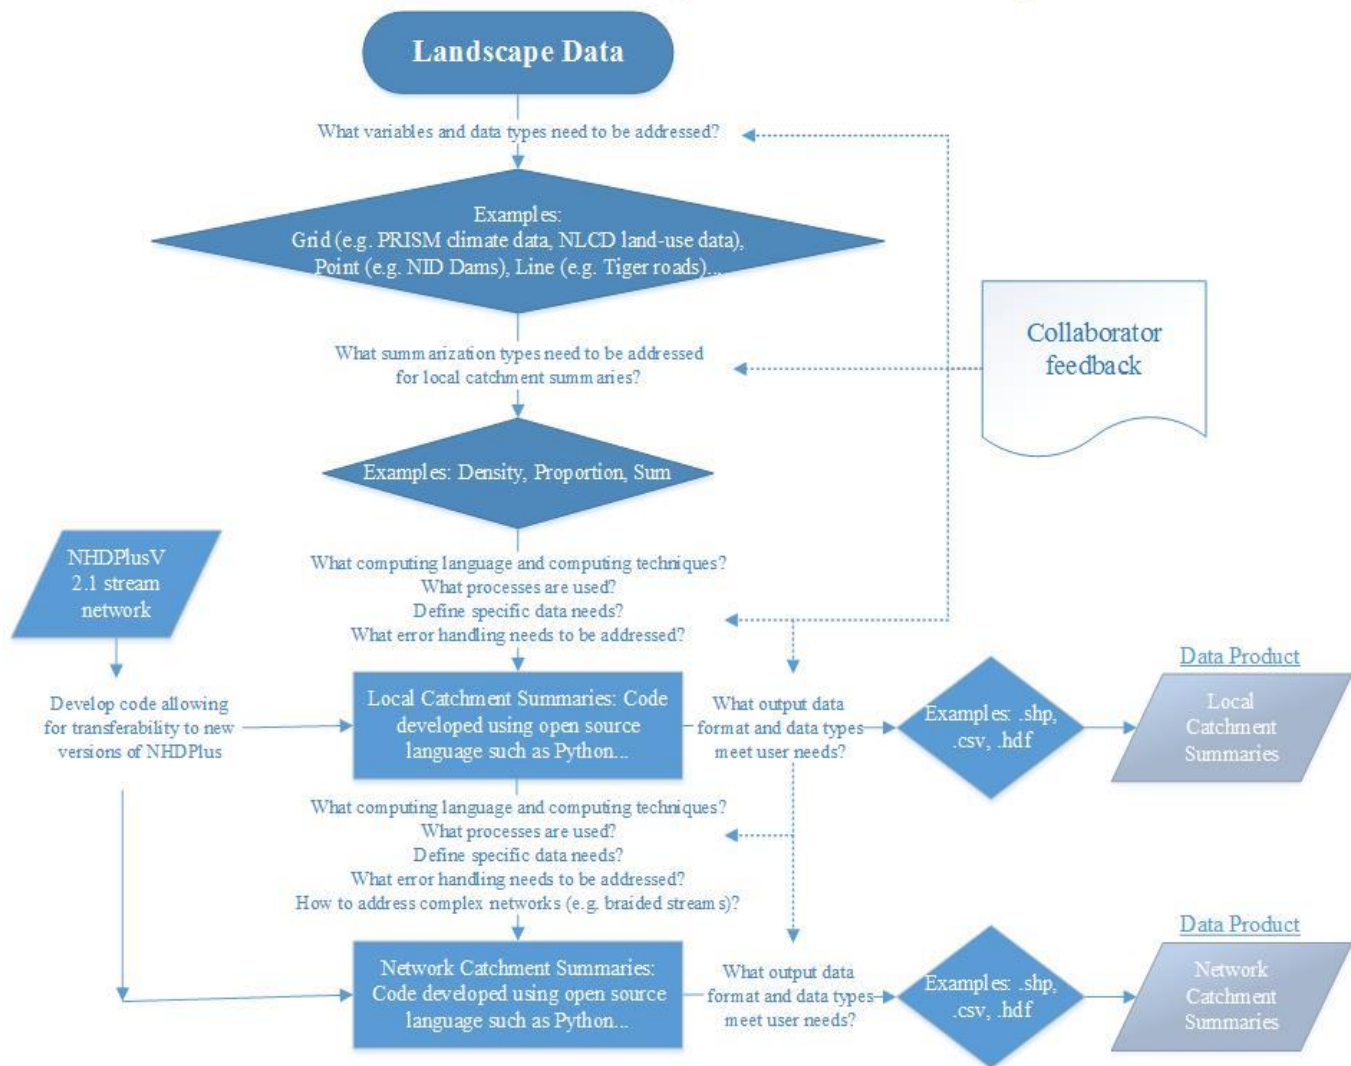 Landscape Data
What variables and data types need to be addressed?
Examples:
Grid (e.g. PRISM climate data, NLCD land-use data),
Point (e.g. NID Dams), Line (e.g. Tiger roads)...
What summarization types need to be addressed
for local catchment summaries?
Collaborator
feedback
Examples: Density, Proportion, Sum
NHDPlusV
2.1 stream
network
What computing language and computing techniques?
What processes are used?
Define specific data needs?
What error handling needs to be addressed?
Develop code allowing
for transferability to new
versions of NHDPlus
Local Catchment Summaries: Code
developed using open source
language such as Python...
What output data
format and data types
meet user needs?
Examples: .shp,
.csv, .hdf
Data Product
Local
Catchment
Summaries
What computing language and computing techniques?
What processes are used?
Define specific data needs?
What error handling needs to be addressed?
How to address complex networks (e.g. braided streams)?
Network Catchment Summaries:
Code developed using open source
language such as Python...
What output data
format and data types
meet user needs?
Examples: .shp,
.csv, .hdf
Data Product
Network
Catchment
Summaries